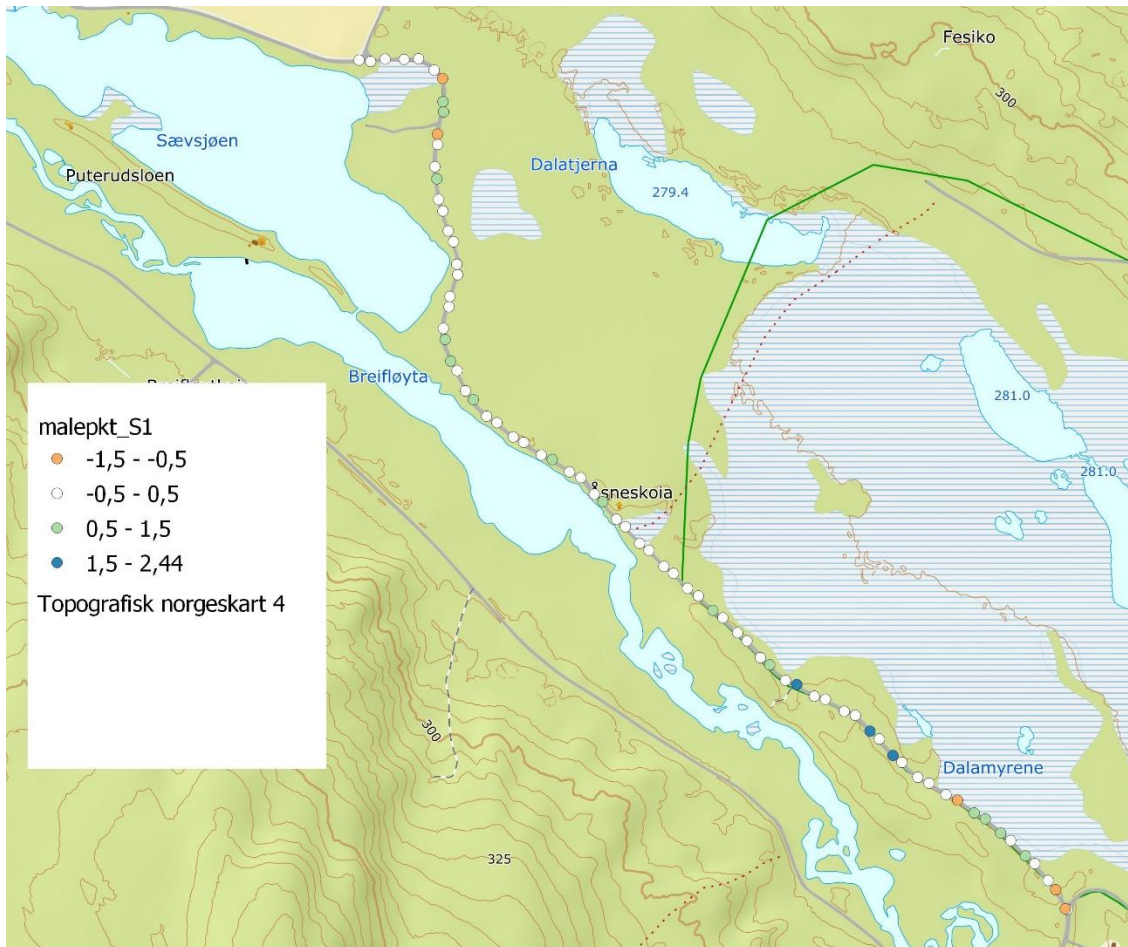 Fesiko
300
Sævsjøen
Dalatjerna
Puterudsloen
279.4
Breifløyta
281.0
malepkt_S1
-1,5 - -0,5
-0,5 - 0,5
0,5 - 1,5
1,5 - 2,44
Topografisk norgeskart 4
281.0
Åsneskoia
300
Dalamyrene
325